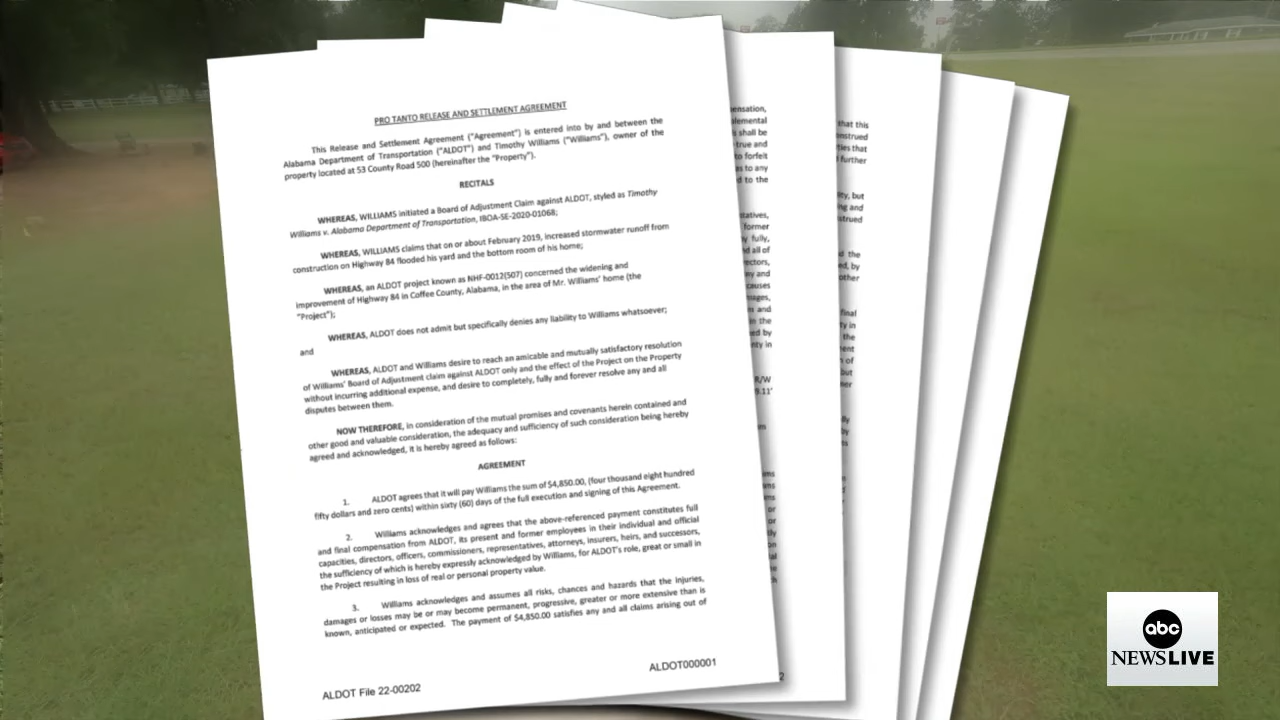 PRO TANTO RELEASE AND SETTLEMENT AGREEMENT
This Release and Settlement Agreement ("Agreement") is entered into by and between the
Alabama Department of Transportation ("ALDOT") and Timothy Williams ("Williams"), owner of the
property located at 53 County Road 500 (hereinafter the "Property").
RECITALS
WHEREAS, WILLIAMS initiated a Board of Adjustment Claim against ALDOT, styled as Timothy
Williams v. Alabama Department of Transportation, IBOA-SE-2020-01068;
WHEREAS, WILLIAMS claims that on or about February 2019, increased stormwater runoff from
construction on Highway 84 flooded his yard and the bottom room of his home;
WHEREAS, an ALDOT project known as NHF-0012(507) concerned the widening and
improvement of Highway 84 in Coffee County, Alabama, in the area of Mr. Williams' home (the
"Project");
WHEREAS, ALDOT does not admit but specifically denies any liability to Williams whatsoever;
and
WHEREAS, ALDOT and Williams desire to reach an amicable and mutually satisfactory resolution
of Williams' Board of Adjustment claim against ALDOT only and the effect of the Project on the Property
without incurring additional expense, and desire to completely, fully and forever resolve any and all
disputes between them.
NOW THEREFORE, in consideration of the mutual promises and covenants herein contained and
other good and valuable consideration, the adequacy and sufficiency of such consideration being hereby
agreed and acknowledged, it is hereby agreed as follows:
AGREEMENT
1. ALDOT agrees that it will pay Williams the sum of $4,850.00, (four thousand eight hundred
fifty dollars and zero cents) within sixty (60) days of the full execution and signing of this Agreement.
2. Williams acknowledges and agrees that the above-referenced payment constitutes full
and final compensation from ALDOT, its present and former employees in their individual and official
capacities, directors, officers, commissioners, representatives, attorneys, insurers, heirs, and successors,
the sufficiency of which is hereby expressly acknowledged by Williams, for ALDOT's role, great or small in
the Project resulting in loss of real or personal property value.
3. Williams acknowledges and assumes all risks, chances and hazards that the injuries,
damages or losses may be or may become permanent, progressive, greater or more extensive than is
known, anticipated or expected. The payment of $4,850.00 satisfies any and all claims arising out of
ALDOT000001
ALDOT File 22-00202
abc
NEWSLIVE